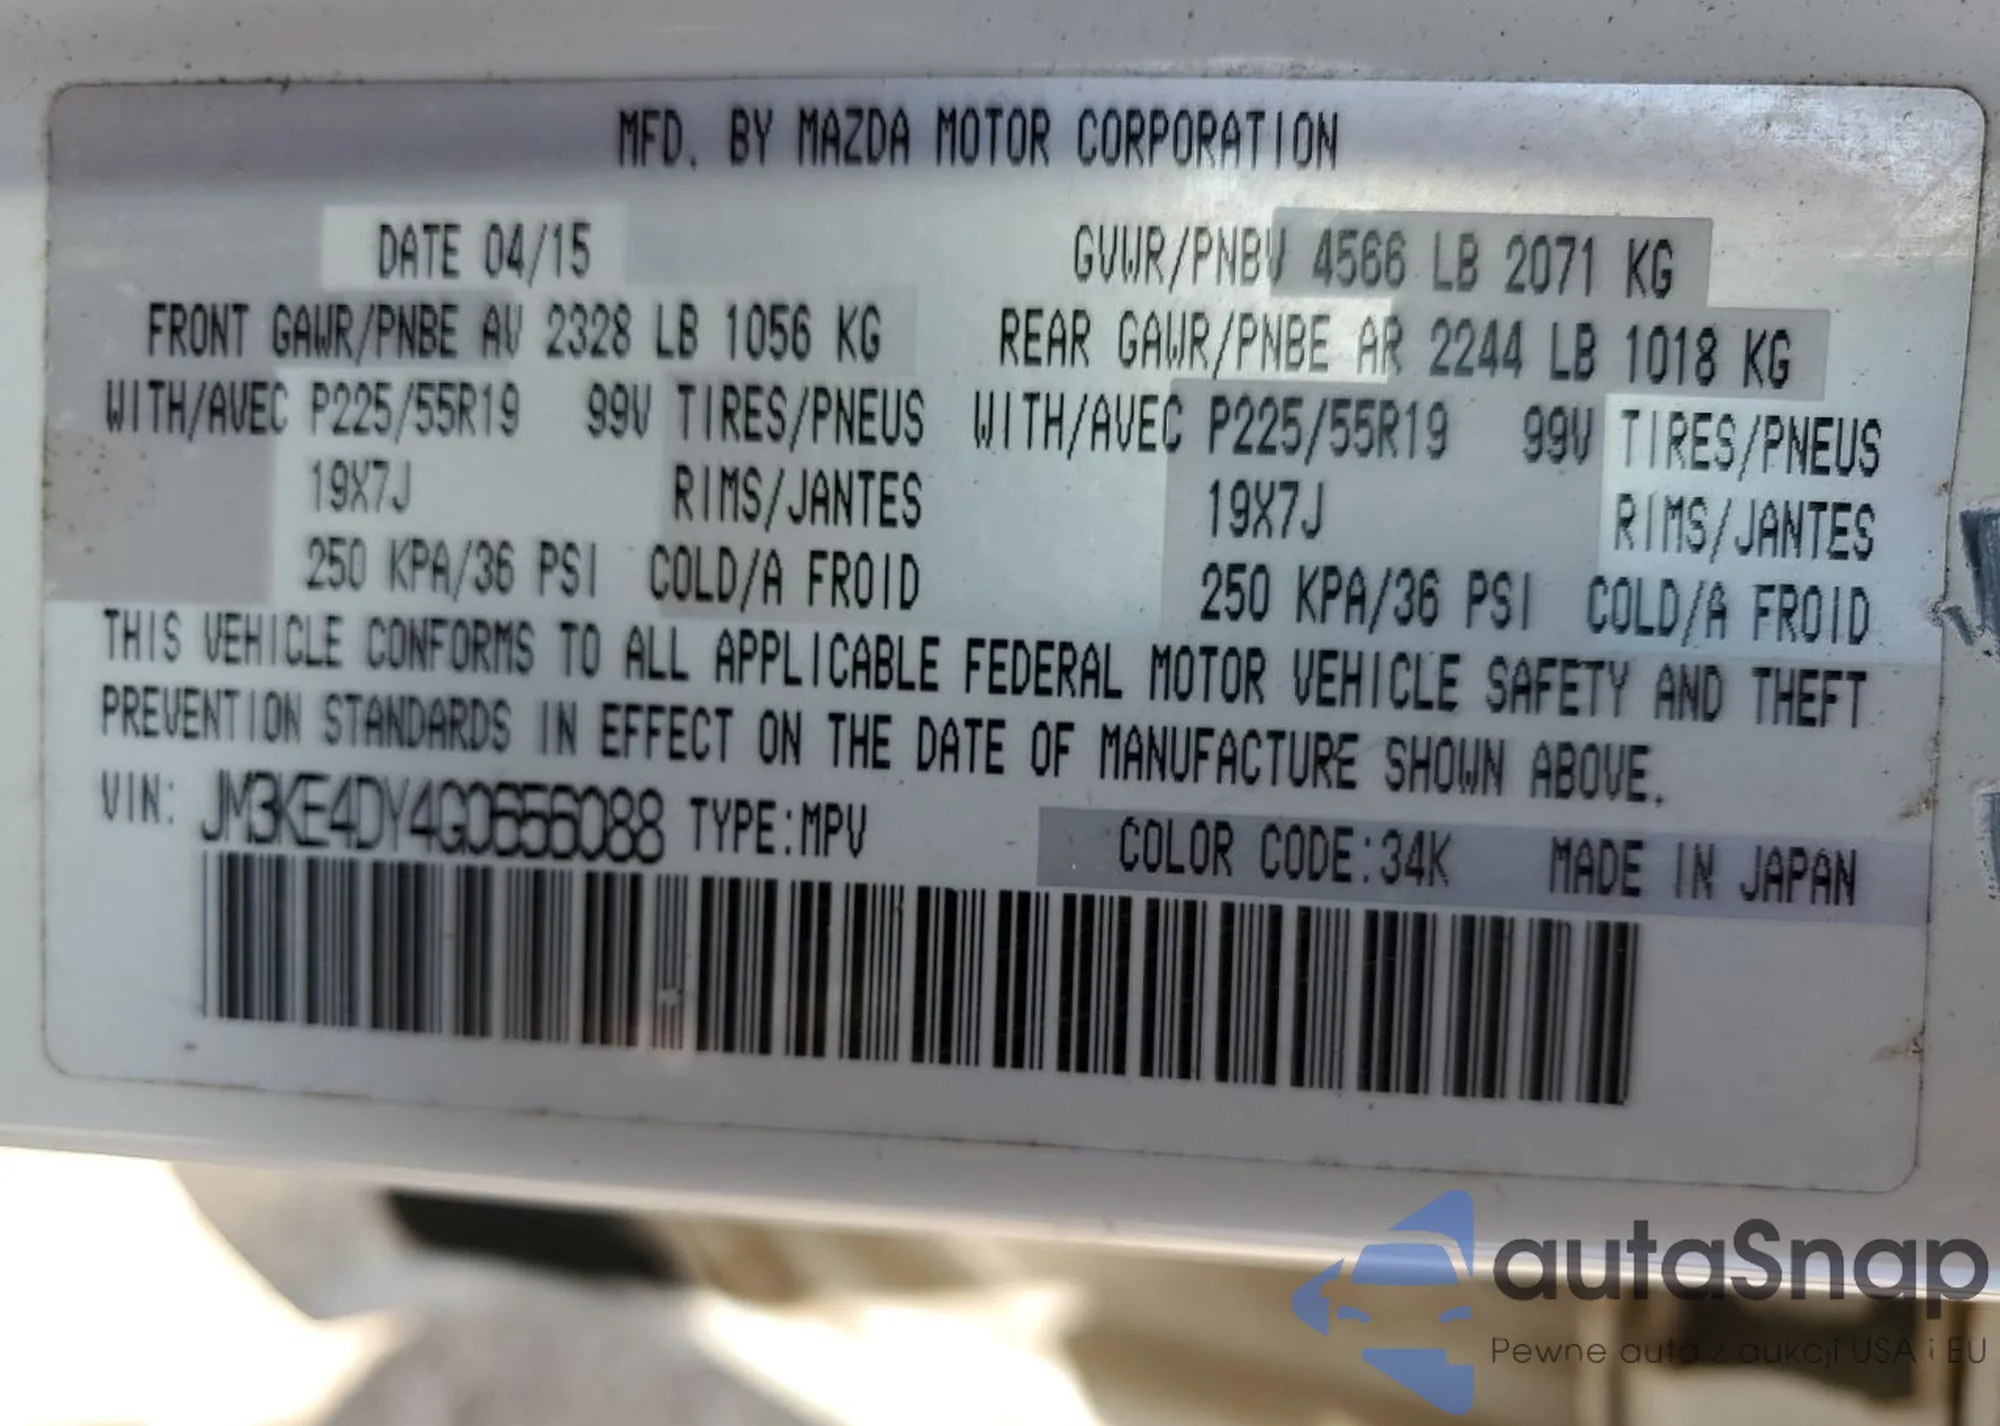 MFD. BY MAZDA MOTOR CORPORATION
DATE 04/15 GVWR/PNBV 4566 LB 2071 KG
FRONT GAWR/PNBE AV 2328 LB 1056 KG REAR GAWR/PNBE AR 2244 LB 1018 KG
WITH/AVEC P225/55R19 99V TIRES/PNEUS WITH/AVEC P225/55R19 99V TIRES/PNEUS
19X7J RIMS/JANTES 19X7J RIMS/JANTES
250 KPA/36 PSI COLD/A FROID 250 KPA/36 PSI COLD/A FROID
THIS VEHICLE CONFORMS TO ALL APPLICABLE FEDERAL MOTOR VEHICLE SAFETY AND THEFT
PREVENTION STANDARDS IN EFFECT ON THE DATE OF MANUFACTURE SHOWN ABOVE.
VIN: JM3KE4DY4G0656088 TYPE:MPV COLOR CODE:34K MADE IN JAPAN
autaSnap
Pewne auta z aukcji USA i EU